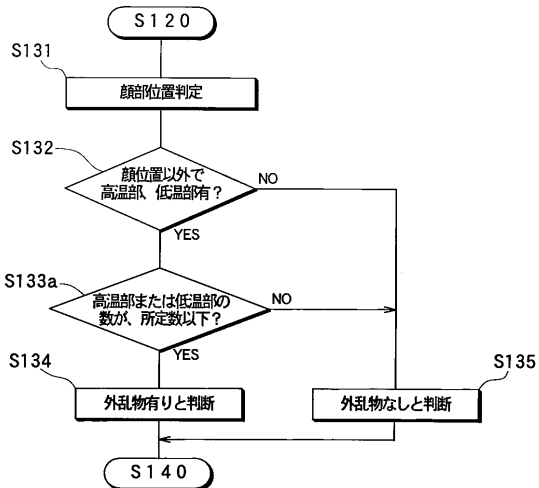 S120
S131
顔部位置判定
S132
顔位置以外で
高温部、低温部有?
NO
YES
S133a
高温部または低温部の
数が、所定数以下?
NO
YES
S134
外乱物有りと判断
S135
外乱物なしと判断
S140